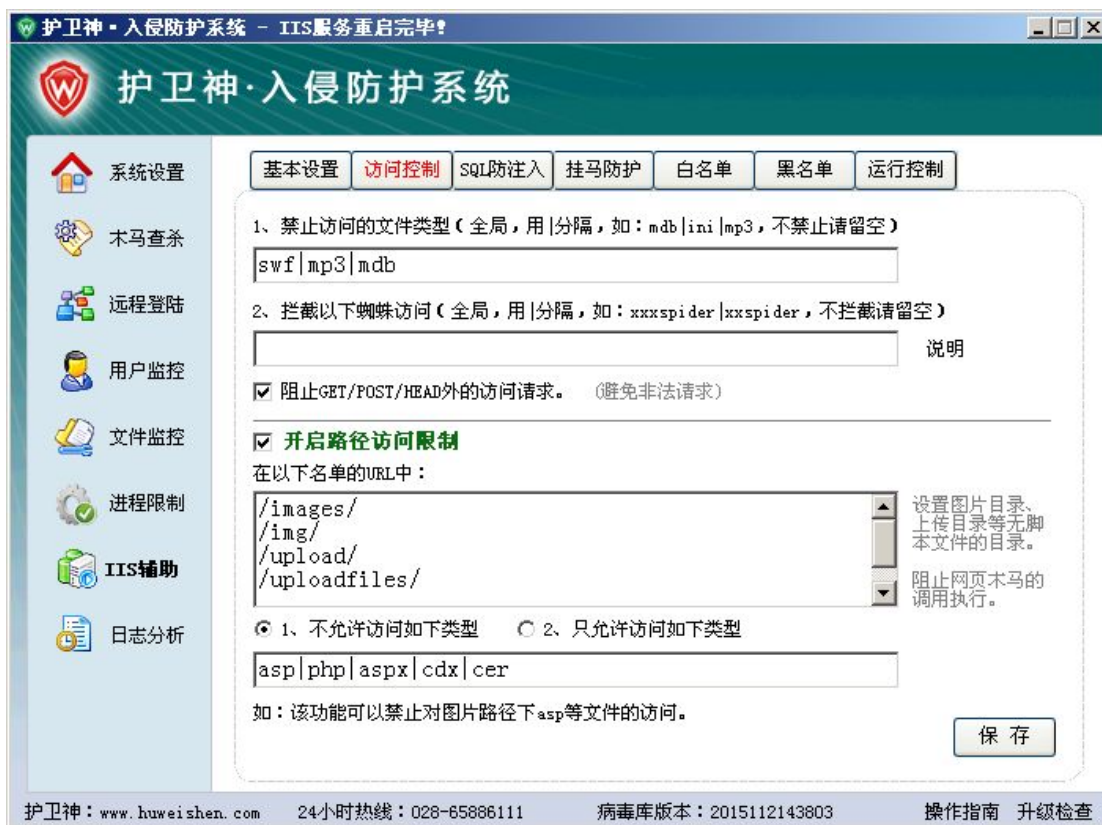 护卫神·入侵防护系统 - IIS服务重启完毕!
护卫神·入侵防护系统
系统设置
木马查杀
远程登陆
用户监控
文件监控
进程限制
IIS辅助
日志分析
基本设置 访问控制 SQL防注入 挂马防护 白名单 黑名单 运行控制
1、禁止访问的文件类型(全局,用|分隔,如:mdb|ini|mp3,不禁止请留空)
swf|mp3|mdb
2、拦截以下蜘蛛访问(全局,用|分隔,如:xxxspider|xxspider,不拦截请留空)
说明
阻止GET/POST/HEAD外的访问请求。 (避免非法请求)
开启路径访问限制
在以下名单的URL中:
/images/
/img/
/upload/
/uploadfiles/
设置图片目录、
上传目录等无脚
本文件的目录。
阻止网页木马的
调用执行。
1、不允许访问如下类型 2、只允许访问如下类型
asp|php|aspx|cdx|cer
如:该功能可以禁止对图片路径下asp等文件的访问。
保 存
护卫神:www.huweishen.com 24小时热线:028-65886111 病毒库版本:2015112143803 操作指南 升级检查